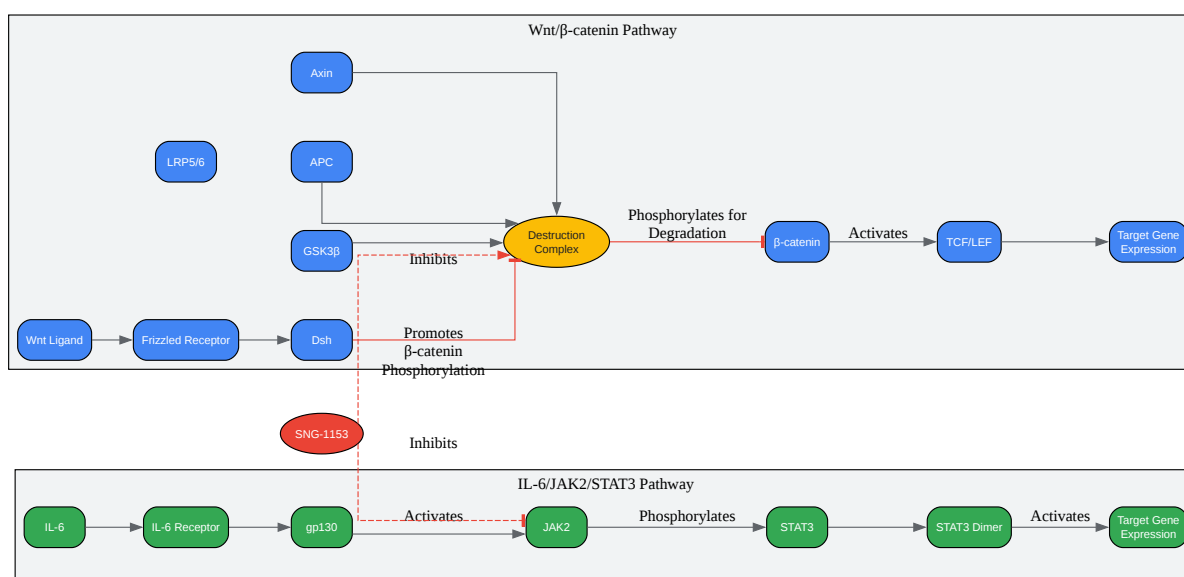 Wnt/β-catenin Pathway
Axin
LRP5/6
APC
Phosphorylates for
Degradation
GSK3β
Inhibits
Destruction
Complex
β-catenin
Activates
TCF/LEF
Target Gene
Expression
Wnt Ligand
Frizzled Receptor
Dsh
Promotes
β-catenin
Phosphorylation
SNG-1153
Inhibits
IL-6/JAK2/STAT3 Pathway
IL-6
IL-6 Receptor
gp130
Activates
JAK2
Phosphorylates
STAT3
STAT3 Dimer
Activates
Target Gene
Expression